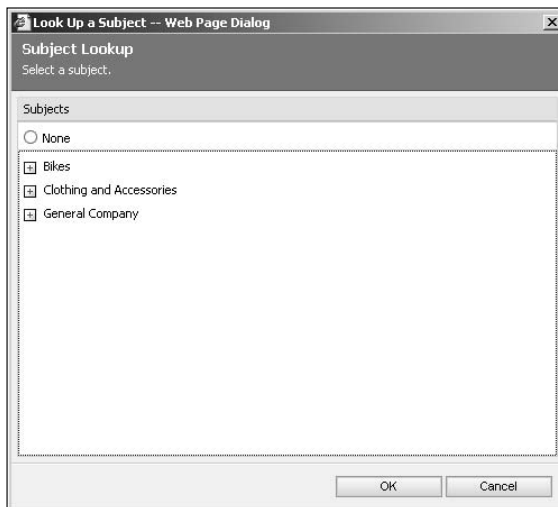 Look Up a Subject -- Web Page Dialog
Subject Lookup
Select a subject.
Subjects
None
Bikes
Clothing and Accessories
General Company
OK Cancel